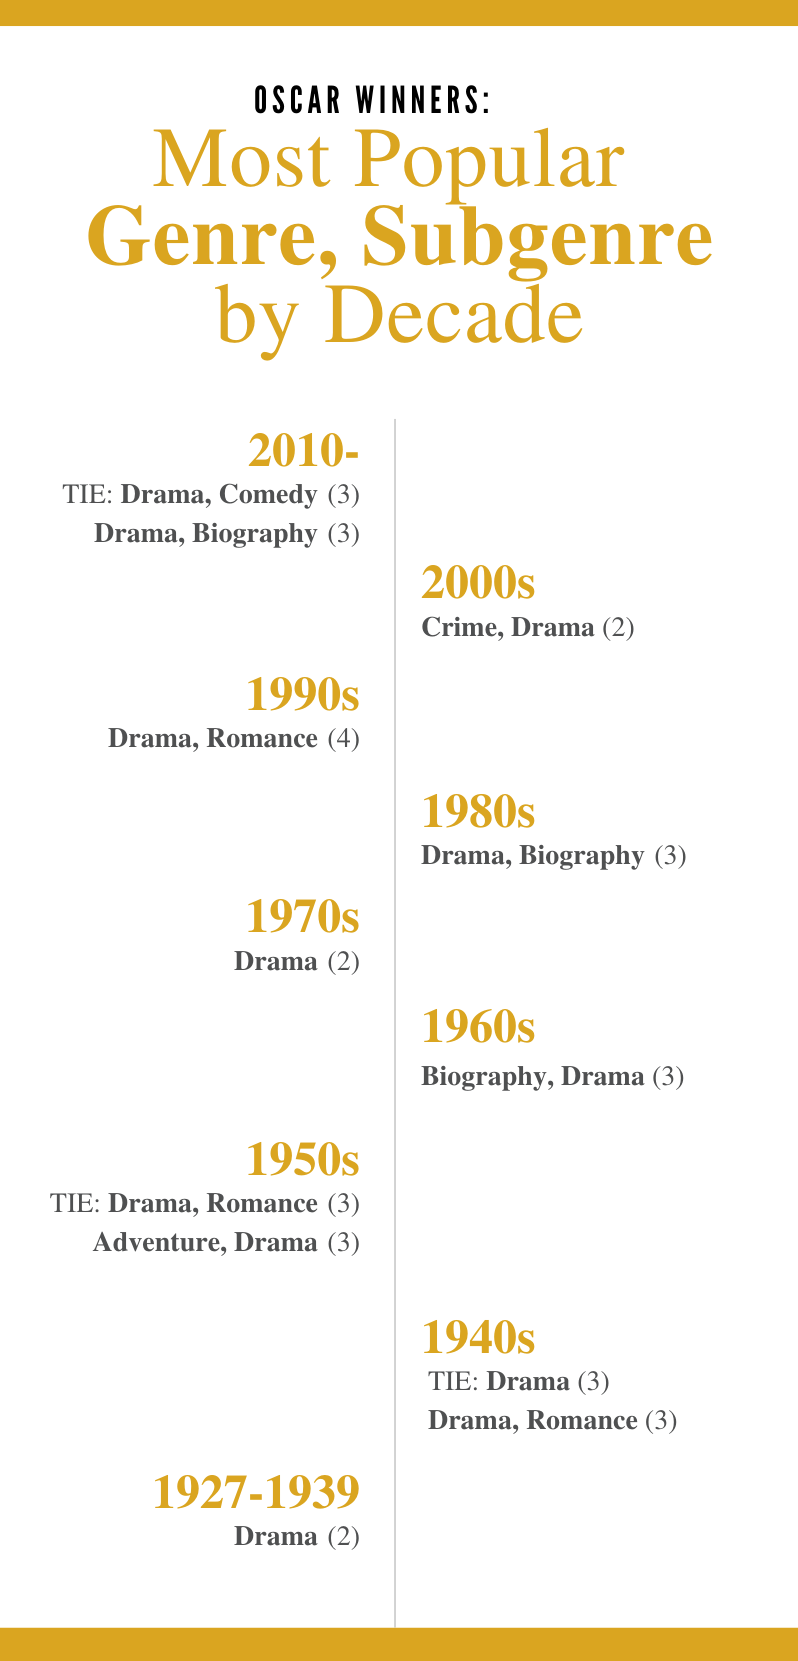 OSCAR WINNERS:
Most Popular
Genre, Subgenre
by Decade
2010-
TIE: Drama, Comedy (3)
Drama, Biography (3)
2000s
Crime, Drama (2)
1990s
Drama, Romance (4)
1980s
Drama, Biography (3)
1970s
Drama (2)
1960s
Biography, Drama (3)
1950s
TIE: Drama, Romance (3)
Adventure, Drama (3)
1940s
TIE: Drama (3)
Drama, Romance (3)
1927-1939
Drama (2)